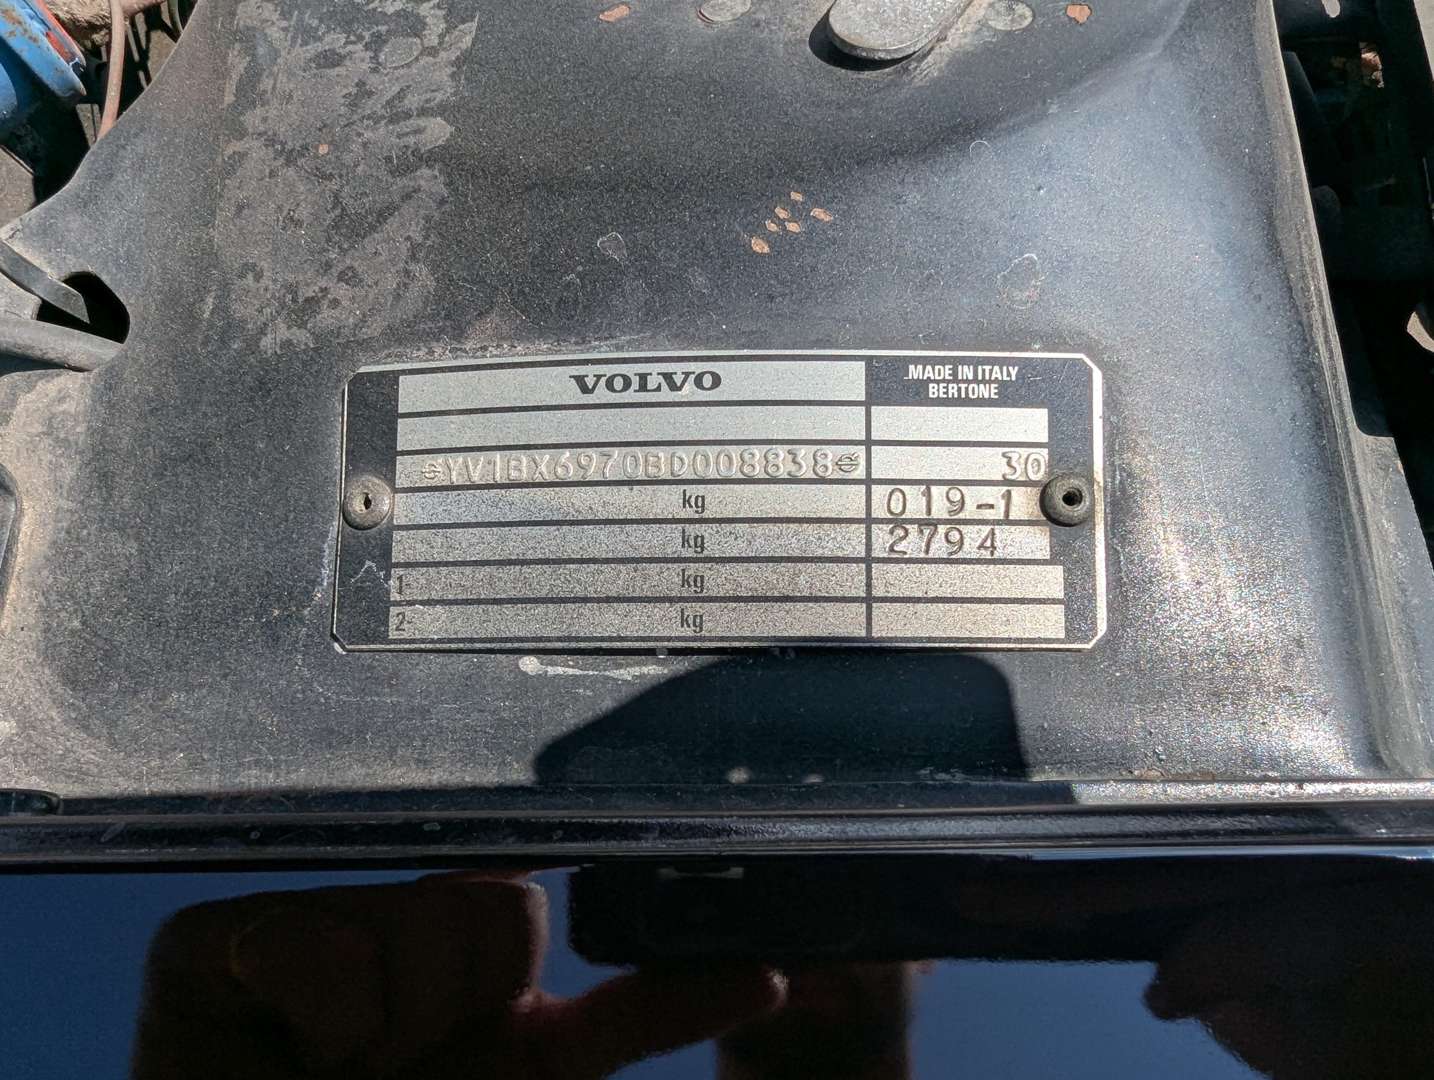 VOLVO
MADE IN ITALY
BERTONE
YV1BX6970BD008838
30
kg
019-1
kg
2794
1- kg
2- kg